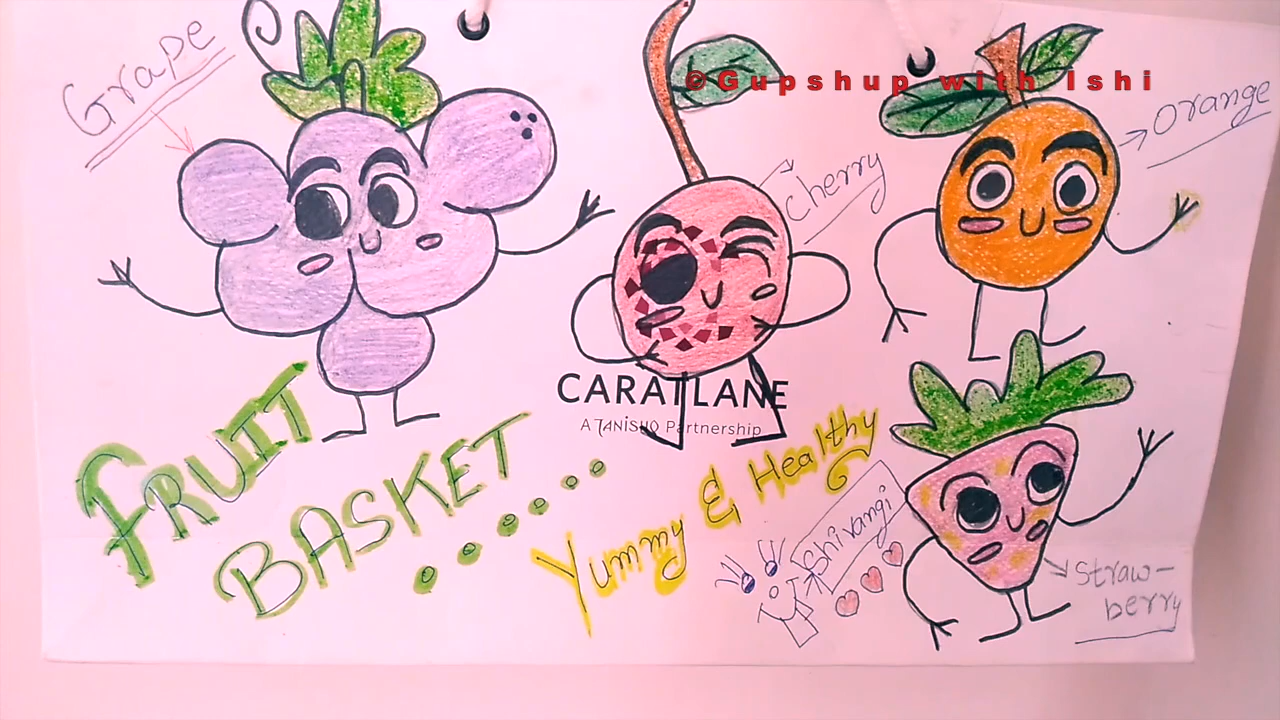 Grape
©Gupshup with Ishi
Orange
Cherry
CARATLANE
A TANISHQ Partnership
FRUIT
BASKET
Yummy & Healthy
Shivangi
Straw-
berry